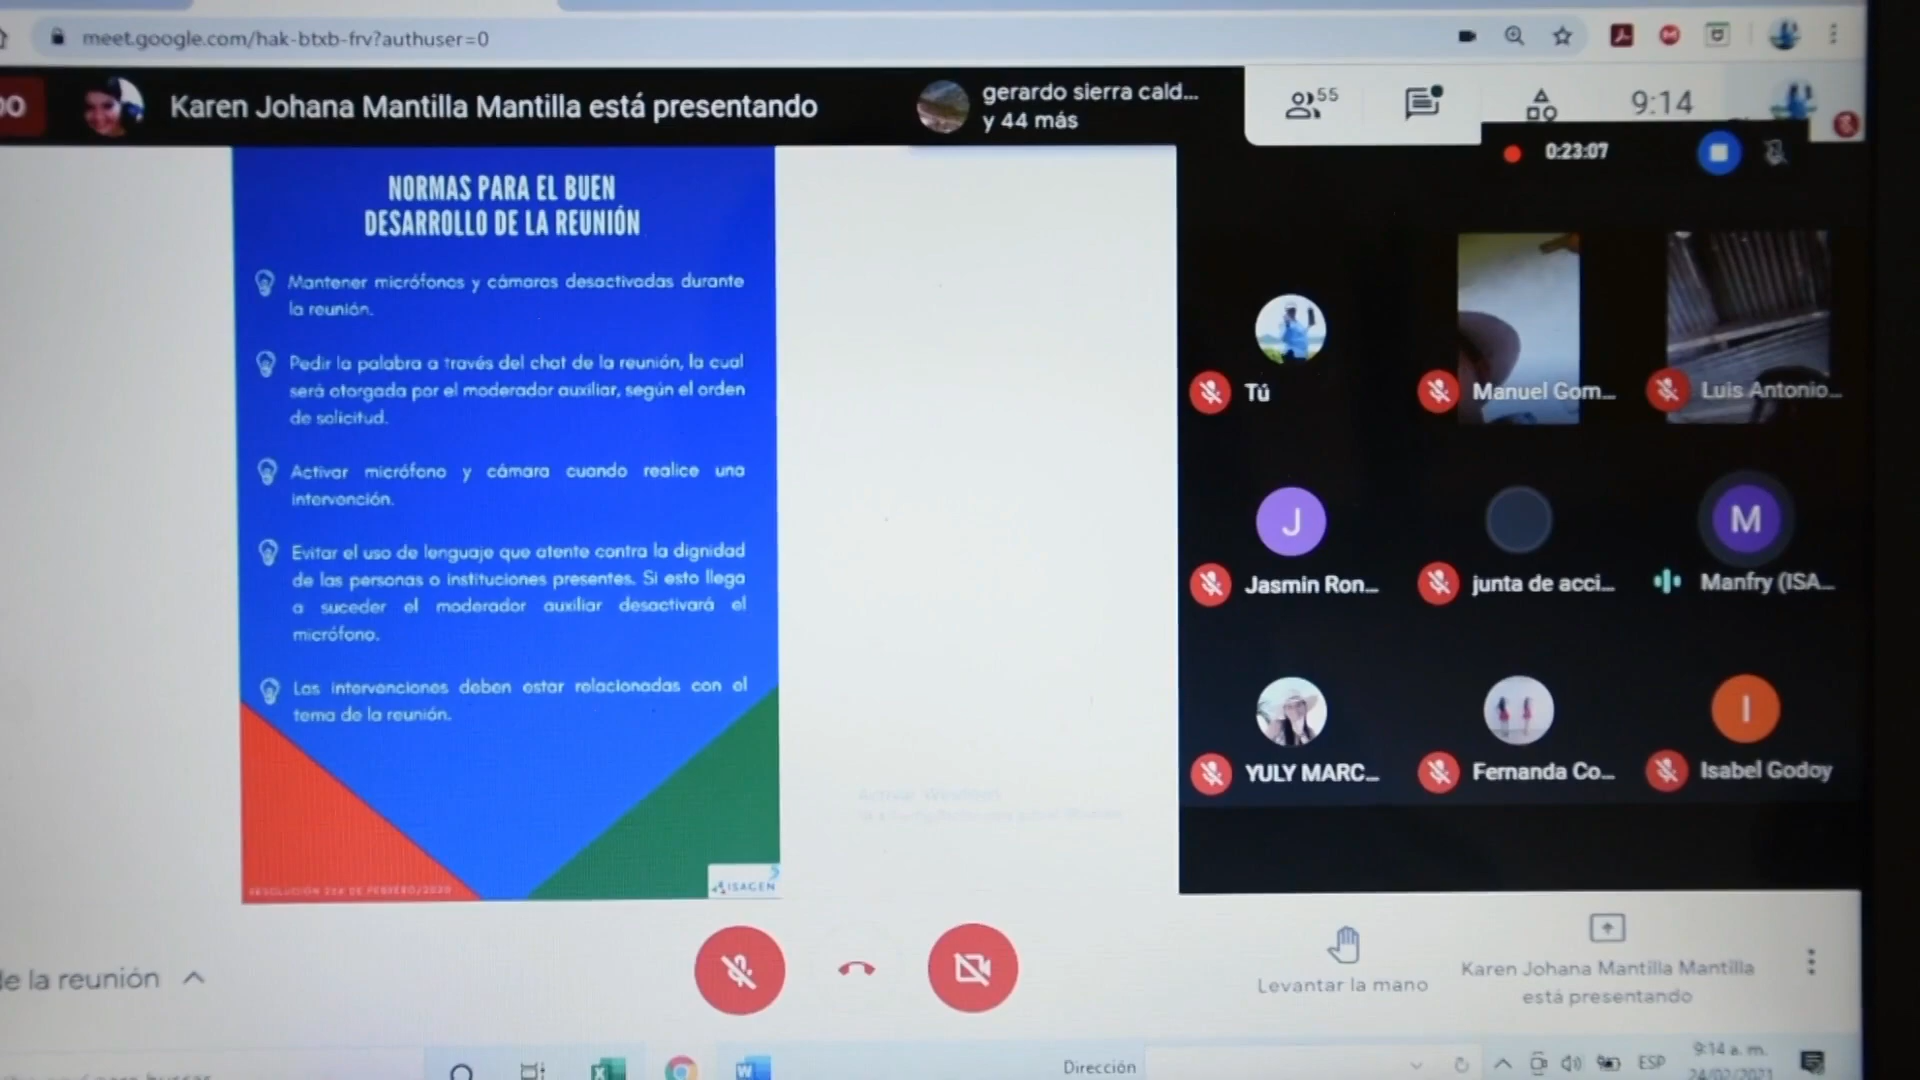 meet.google.com/hak-btxb-frv?authuser=0
Karen Johana Mantilla Mantilla está presentando
gerardo sierra cald...
y 44 más
55
9:14
0:23:07
NORMAS PARA EL BUEN
DESARROLLO DE LA REUNIÓN
Mantener micrófonos y cámaras desactivadas durante
la reunión.
Pedir la palabra a través del chat de la reunión, la cual
será otorgada por el moderador auxiliar, según el orden
de solicitud.
Activar micrófono y cámara cuando realice una
intervención.
Evitar el uso de lenguaje que atente contra la dignidad
de las personas o instituciones presentes. Si esto llega
a suceder el moderador auxiliar desactivará el
micrófono.
Las intervenciones deben estar relacionadas con el
tema de la reunión.
ISAGEN
Tú
Manuel Gom...
Luis Antonio...
J
M
Jasmin Ron...
junta de acci...
Manfry (ISA...
I
YULY MARC...
Fernanda Co...
Isabel Godoy
Activar Windows
de la reunión
Levantar la mano
Karen Johana Mantilla Mantilla
está presentando
Dirección
ESP
9:14 a. m.
24/02/2021